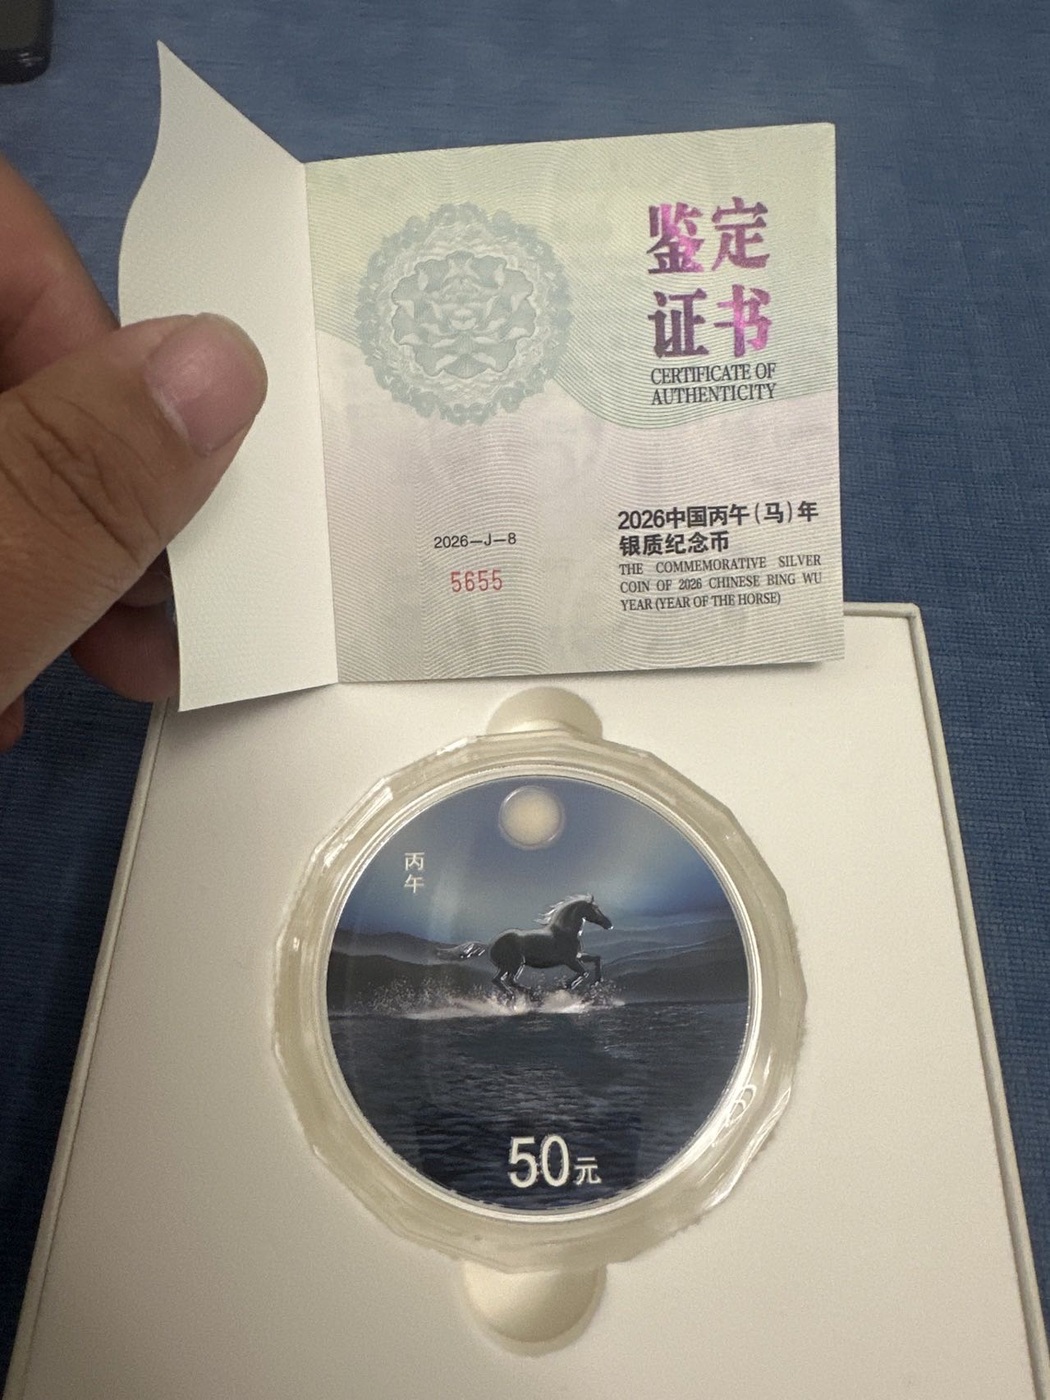 鉴定
证书
CERTIFICATE OF
AUTHENTICITY
2026—J—8
5655
2026中国丙午(马)年
银质纪念币
THE COMMEMORATIVE SILVER
COIN OF 2026 CHINESE BING WU
YEAR (YEAR OF THE HORSE)
丙
午
50元